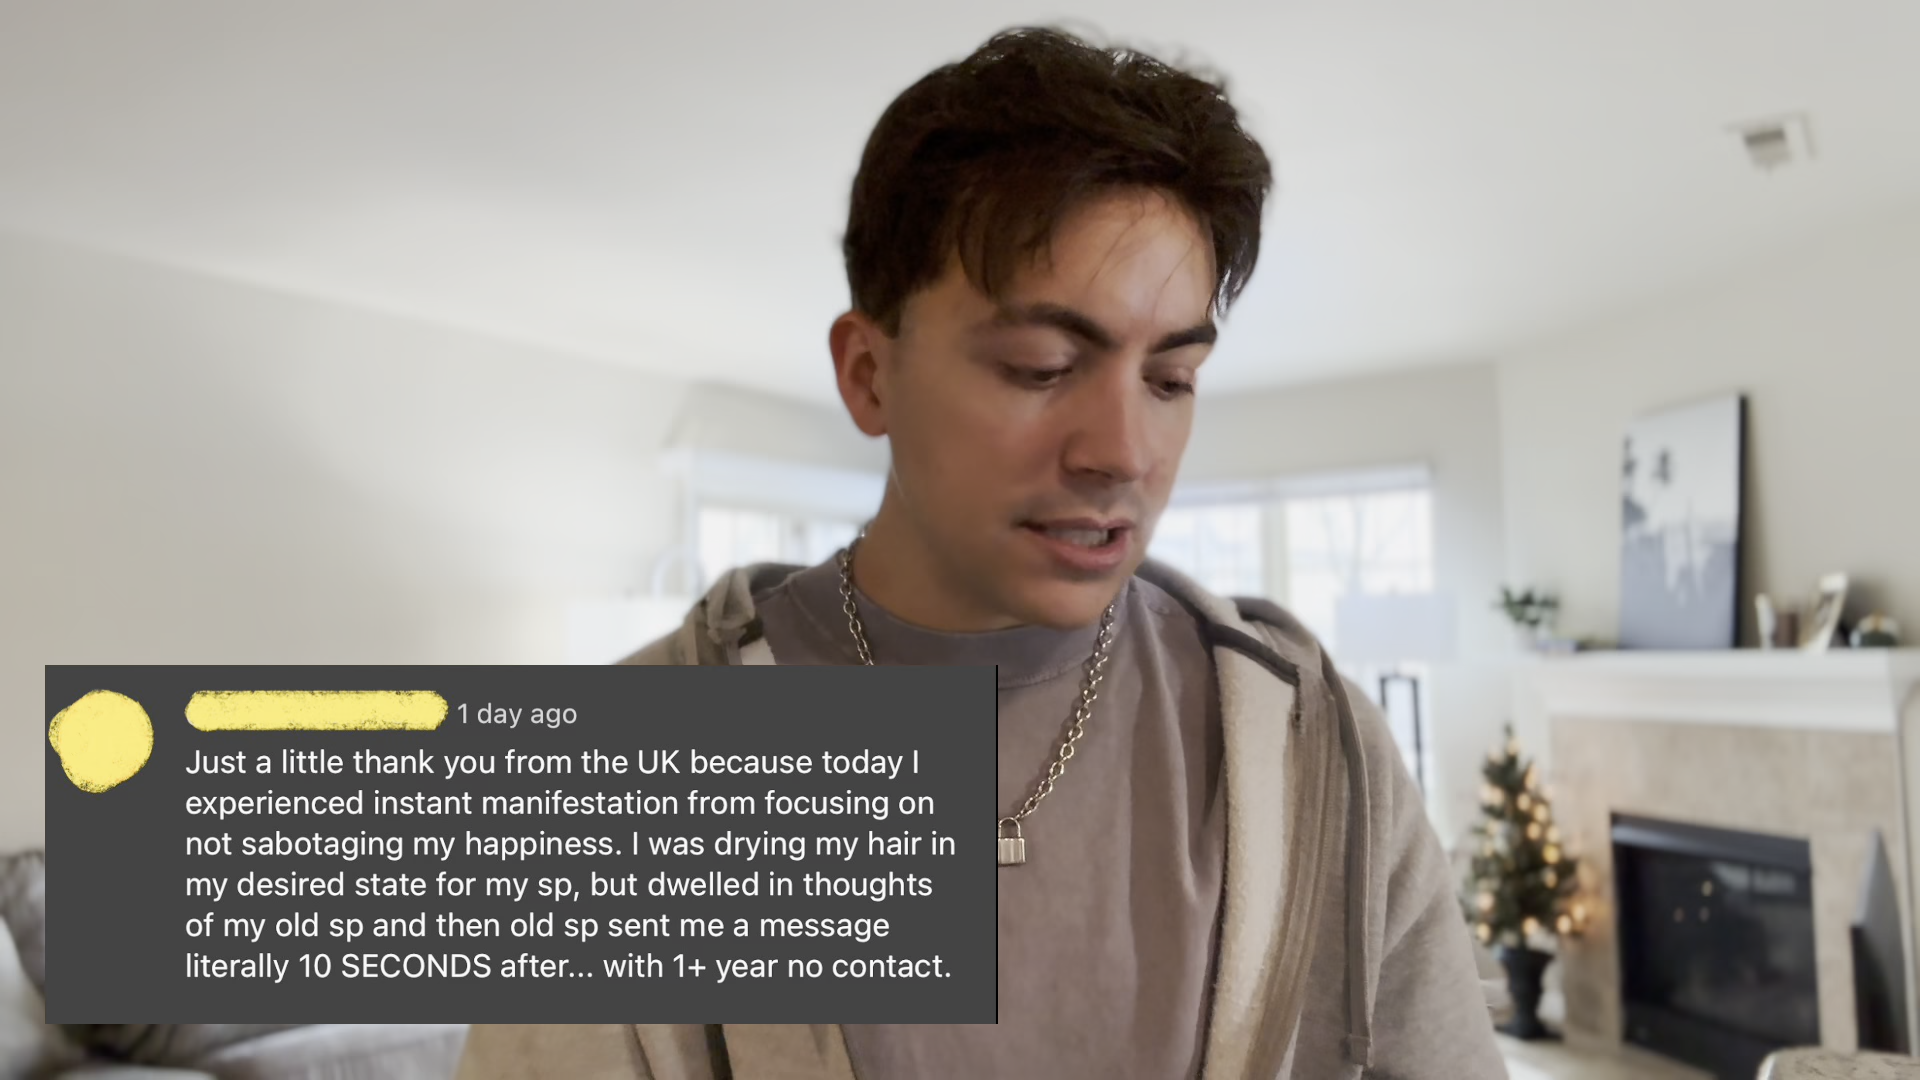 1 day ago
Just a little thank you from the UK because today I
experienced instant manifestation from focusing on
not sabotaging my happiness. I was drying my hair in
my desired state for my sp, but dwelled in thoughts
of my old sp and then old sp sent me a message
literally 10 SECONDS after... with 1+ year no contact.